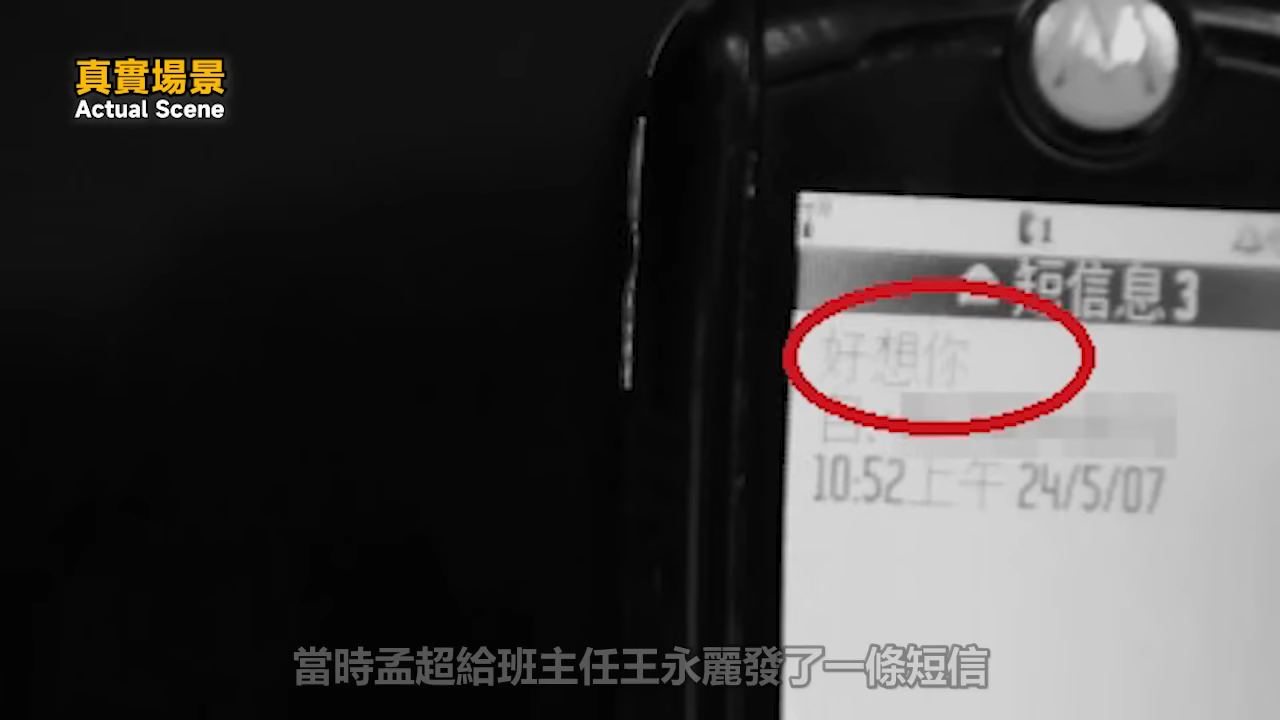 真實場景
Actual Scene
1
短信息3
好想你
自:
10:52上午 24/5/07
當時孟超給班主任王永麗發了一條短信